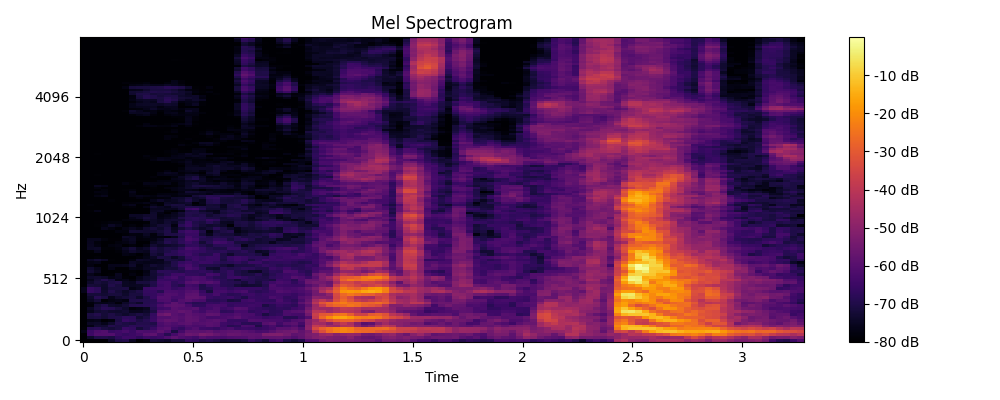 Mel Spectrogram
Hz
4096
2048
1024
512
0
0
0.5
1
1.5
2
2.5
3
Time
-10 dB
-20 dB
-30 dB
-40 dB
-50 dB
-60 dB
-70 dB
-80 dB